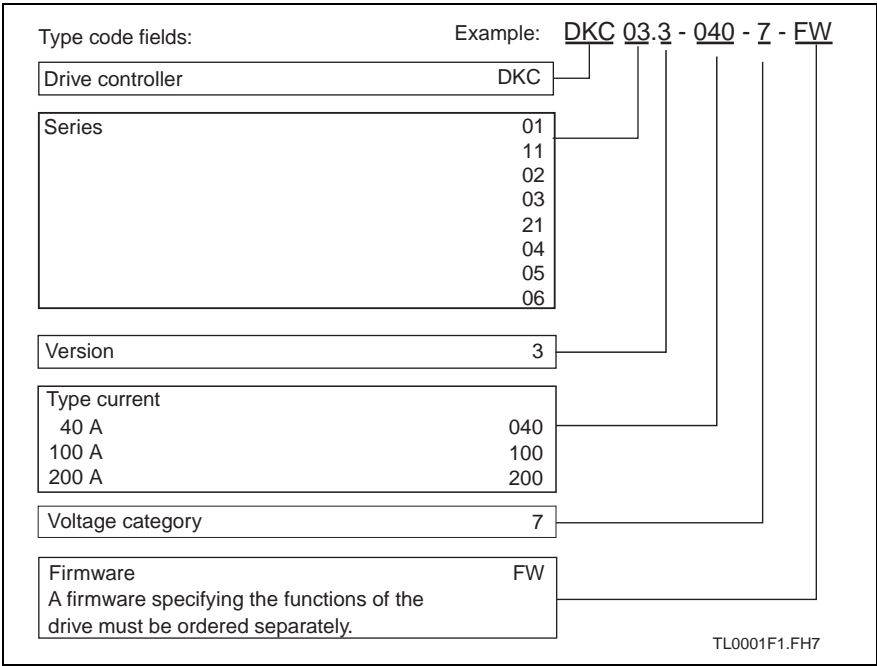 Type code fields: Example: DKC 03.3 - 040 - 7 - FW
Drive controller DKC
Series 01
11
02
03
21
04
05
06
Version 3
Type current
40 A 040
100 A 100
200 A 200
Voltage category 7
Firmware FW
A firmware specifying the functions of the
drive must be ordered separately.
TL0001F1.FH7